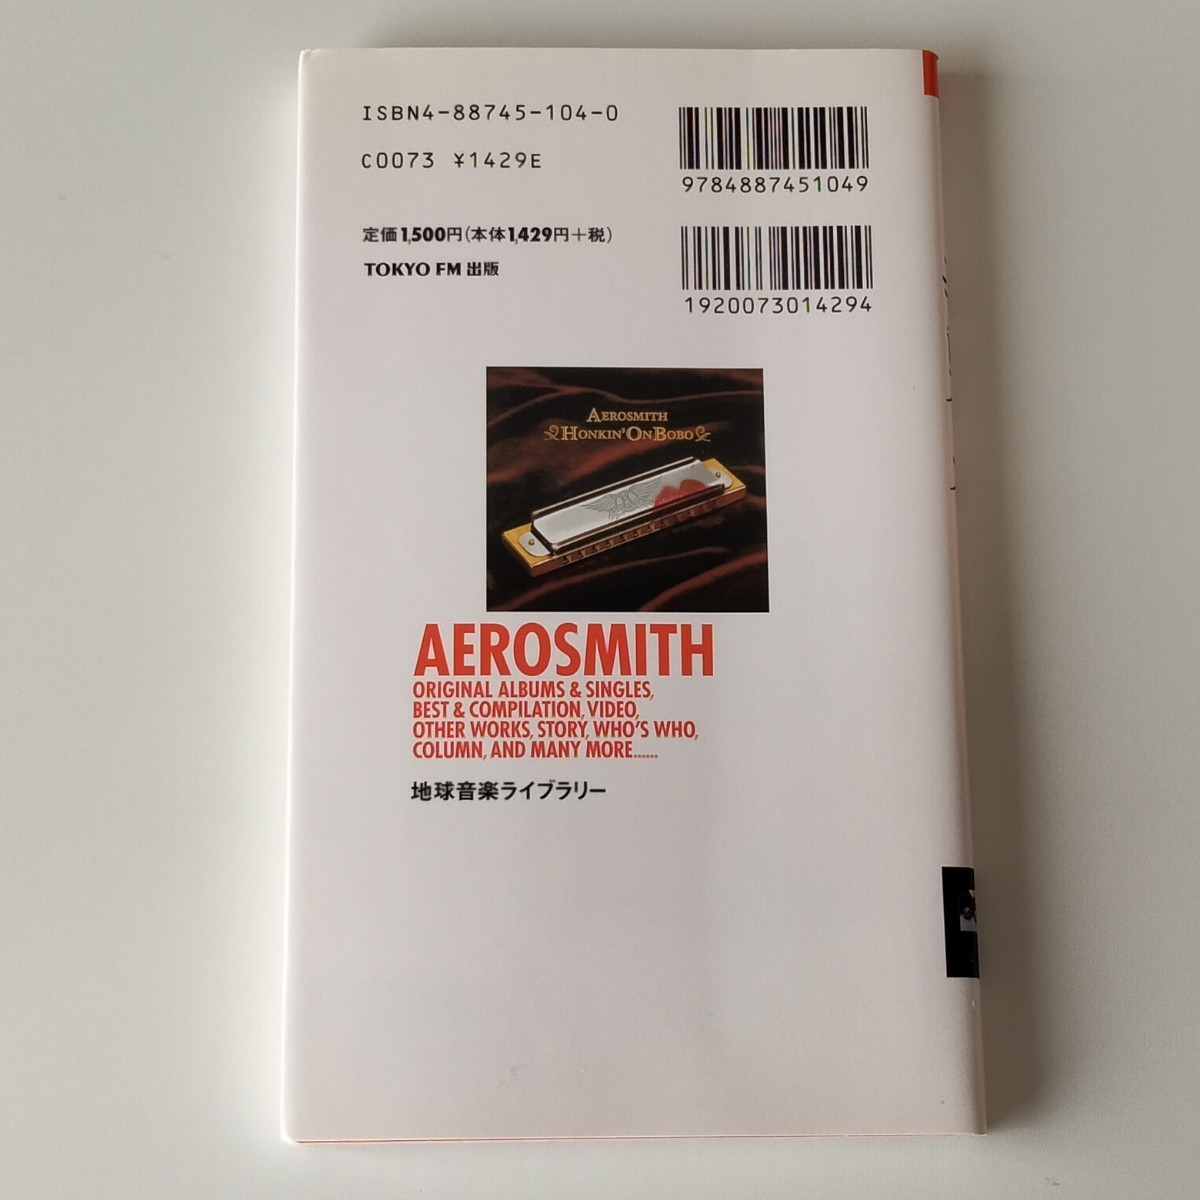 ISBN4-88745-104-0
C0073 ¥1429E
定価1,500円(本体1,429円+税)
TOKYO FM 出版
9784887451049
1920073014294
AEROSMITH
HONKIN' ON BOBO
AEROSMITH
ORIGINAL ALBUMS & SINGLES,
BEST & COMPILATION, VIDEO,
OTHER WORKS, STORY, WHO'S WHO,
COLUMN, AND MANY MORE......
地球音楽ライブラリー